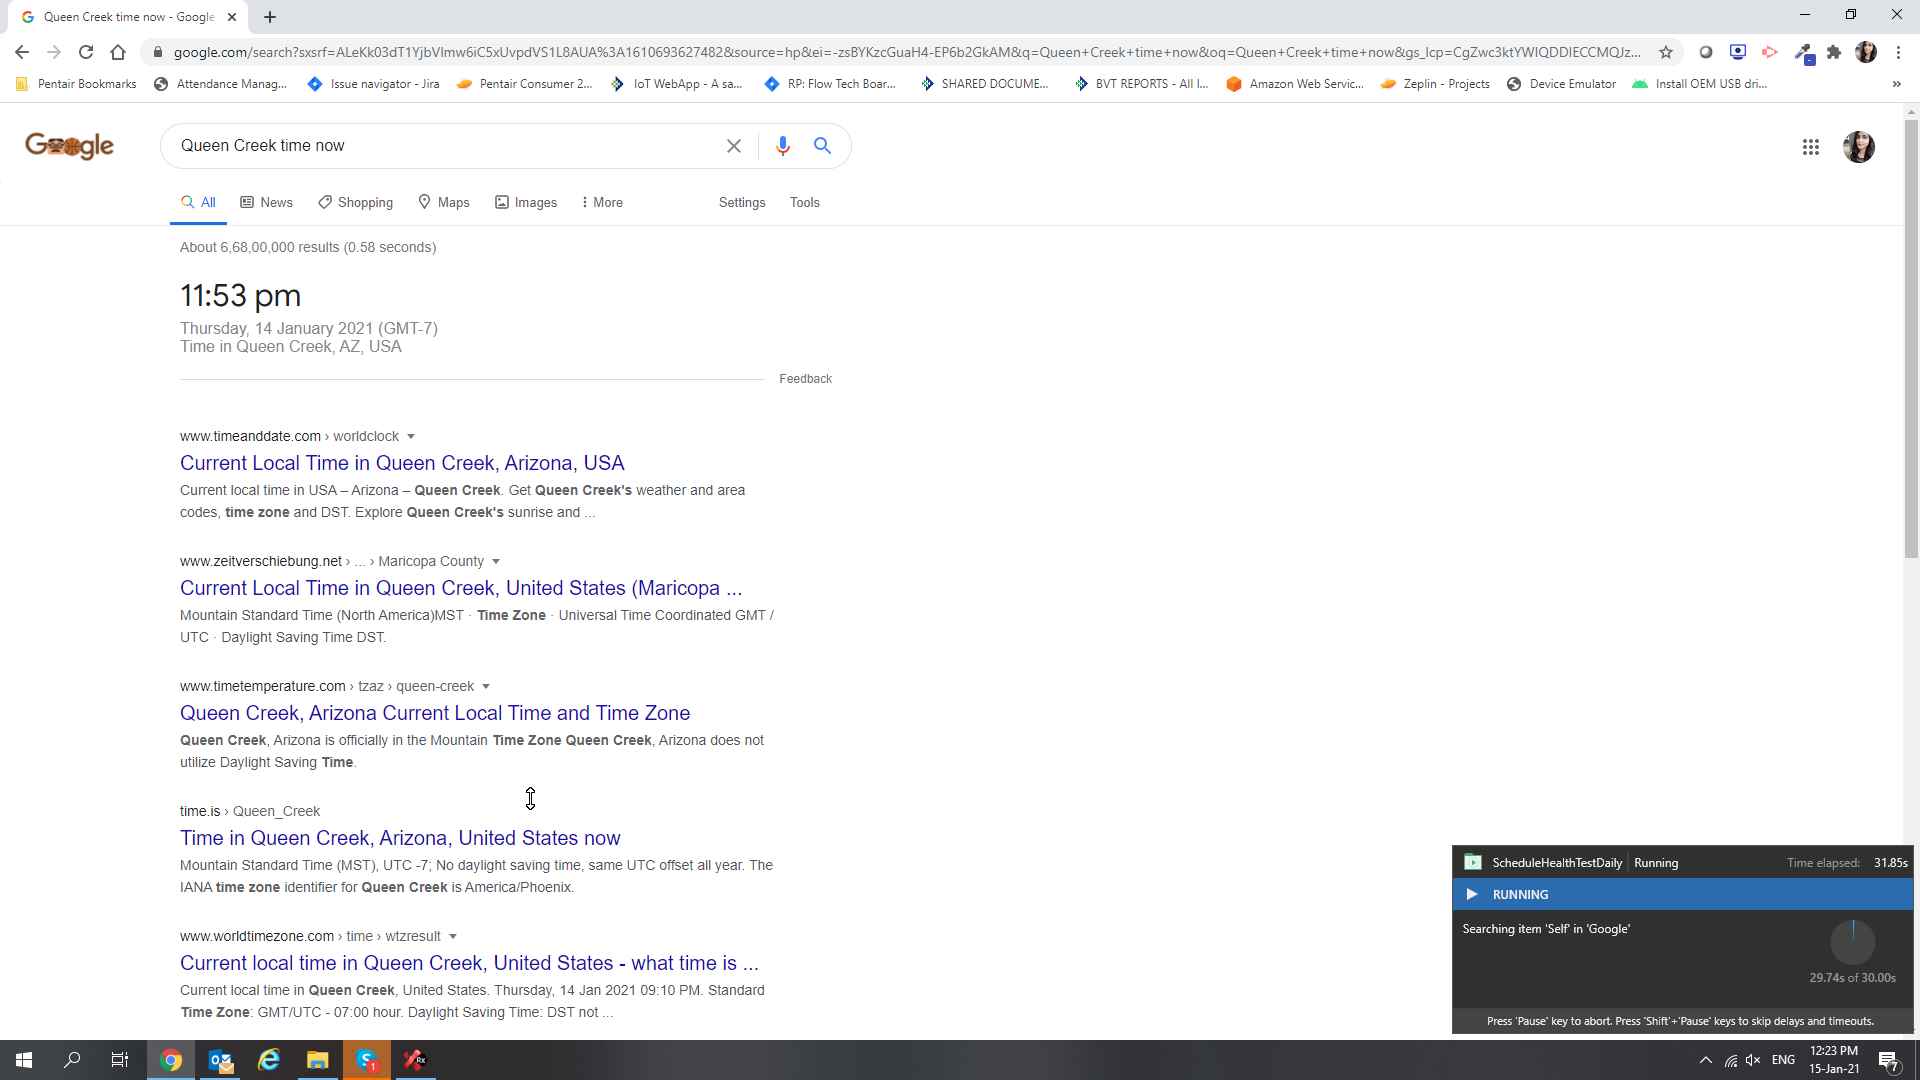 Queen Creek time now - Google
google.com/search?sxsrf=ALeKk03dT1YjbVImw6iC5xUvpdVS1L8AUA%3A1610693627482&source=hp&ei=-zsBYKzcGuaH4-EP6b2GkAM&q=Queen+Creek+time+now&oq=Queen+Creek+time+now&gs_lcp=CgZwc3ktYWIQDDIECCMQJz...
Pentair Bookmarks
Attendance Manag...
Issue navigator - Jira
Pentair Consumer 2...
IoT WebApp - A sa...
RP: Flow Tech Boar...
SHARED DOCUME...
BVT REPORTS - All I...
Amazon Web Servic...
Zeplin - Projects
Device Emulator
Install OEM USB dri...
Google
Queen Creek time now
All
News
Shopping
Maps
Images
More
Settings
Tools
About 6,68,00,000 results (0.58 seconds)
11:53 pm
Thursday, 14 January 2021 (GMT-7)
Time in Queen Creek, AZ, USA
Feedback
www.timeanddate.com › worldclock
Current Local Time in Queen Creek, Arizona, USA
Current local time in USA – Arizona – Queen Creek. Get Queen Creek's weather and area
codes, time zone and DST. Explore Queen Creek's sunrise and ...
www.zeitverschiebung.net › ... › Maricopa County
Current Local Time in Queen Creek, United States (Maricopa ...
Mountain Standard Time (North America)MST · Time Zone · Universal Time Coordinated GMT /
UTC · Daylight Saving Time DST.
www.timetemperature.com › tzaz › queen-creek
Queen Creek, Arizona Current Local Time and Time Zone
Queen Creek, Arizona is officially in the Mountain Time Zone Queen Creek, Arizona does not
utilize Daylight Saving Time.
time.is › Queen_Creek
Time in Queen Creek, Arizona, United States now
Mountain Standard Time (MST), UTC -7; No daylight saving time, same UTC offset all year. The
IANA time zone identifier for Queen Creek is America/Phoenix.
www.worldtimezone.com › time › wtzresult
Current local time in Queen Creek, United States - what time is ...
Current local time in Queen Creek, United States. Thursday, 14 Jan 2021 09:10 PM. Standard
Time Zone: GMT/UTC - 07:00 hour. Daylight Saving Time: DST not ...
ScheduleHealthTestDaily
Running
Time elapsed: 31.85s
RUNNING
Searching item 'Self' in 'Google'
29.74s of 30.00s
Press 'Pause' key to abort. Press 'Shift'+'Pause' keys to skip delays and timeouts.
1
Rx
ENG
12:23 PM
15-Jan-21
7